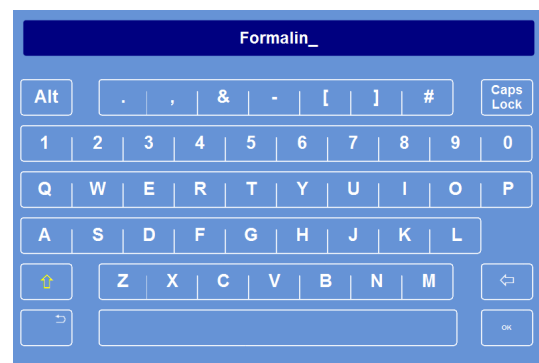 Formalin_
Alt . , & - [ ] # Caps Lock
1 2 3 4 5 6 7 8 9 0
Q W E R T Y U I O P
A S D F G H J K L
Z X C V B N M
OK